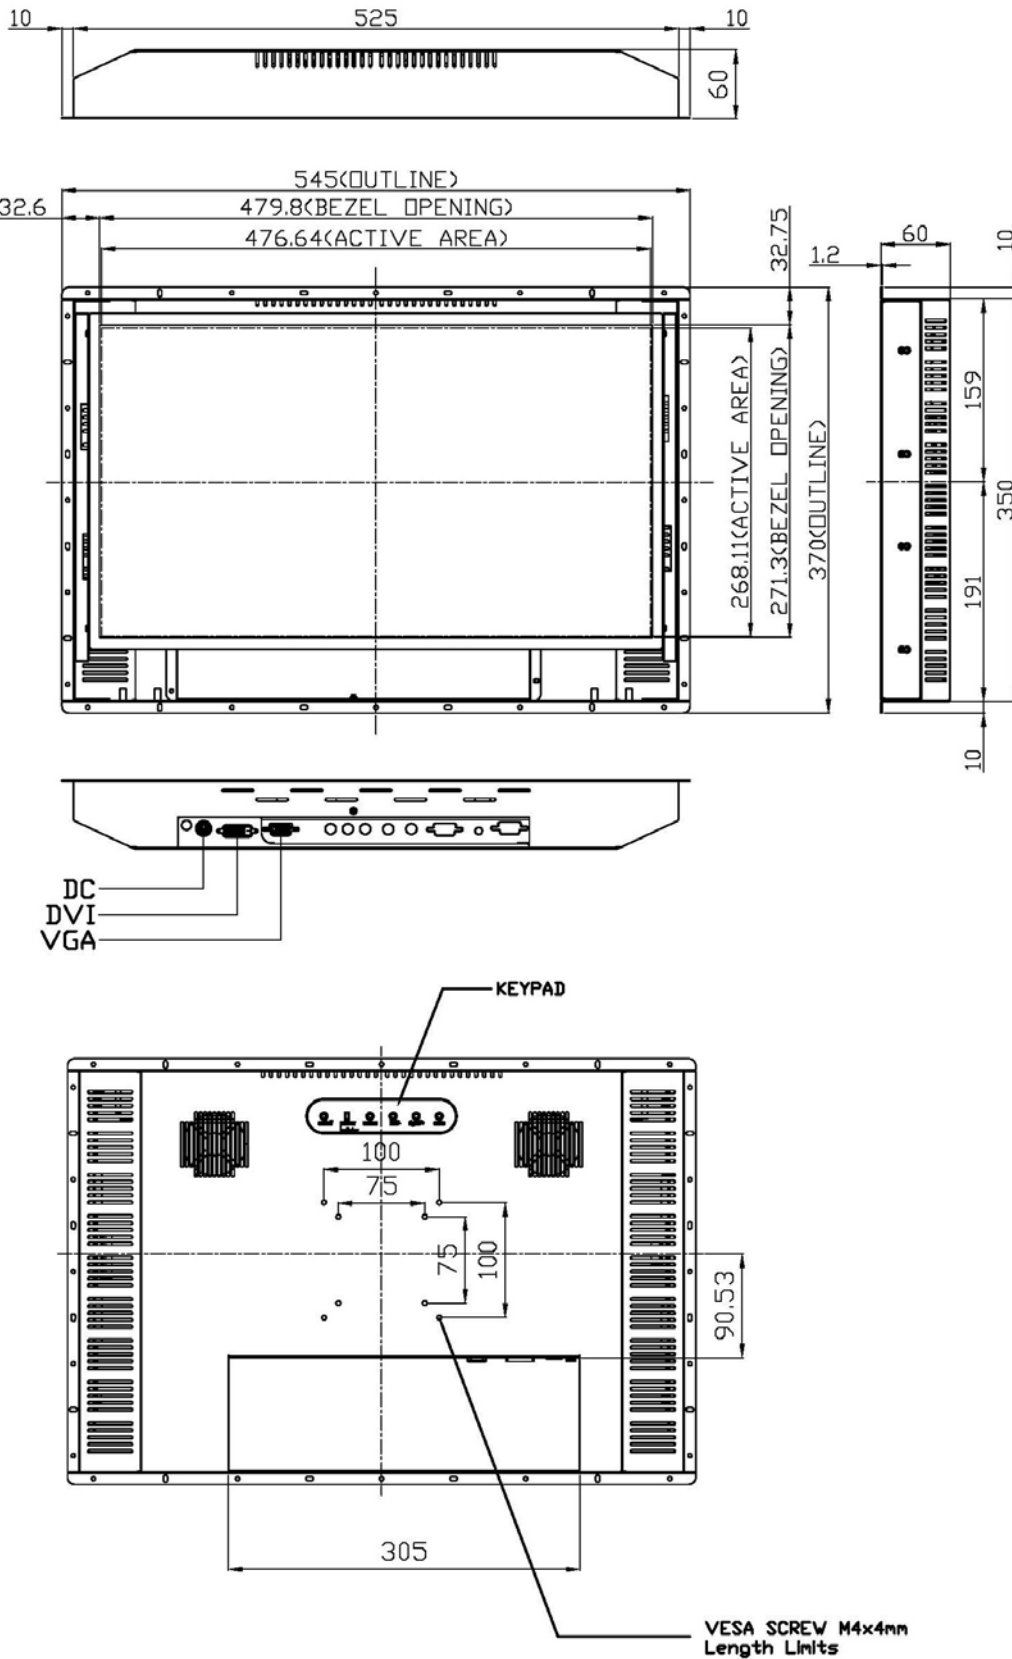 10
525
10
60
545(OUTLINE)
32.6
479.8(BEZEL OPENING)
476.64(ACTIVE AREA)
32.75
268.11(ACTIVE AREA)
271.3(BEZEL OPENING)
370(OUTLINE)
1.2
60
10
159
350
191
10
DC
DVI
VGA
KEYPAD
100
75
75
100
90.53
305
VESA SCREW M4x4mm
Length Limits